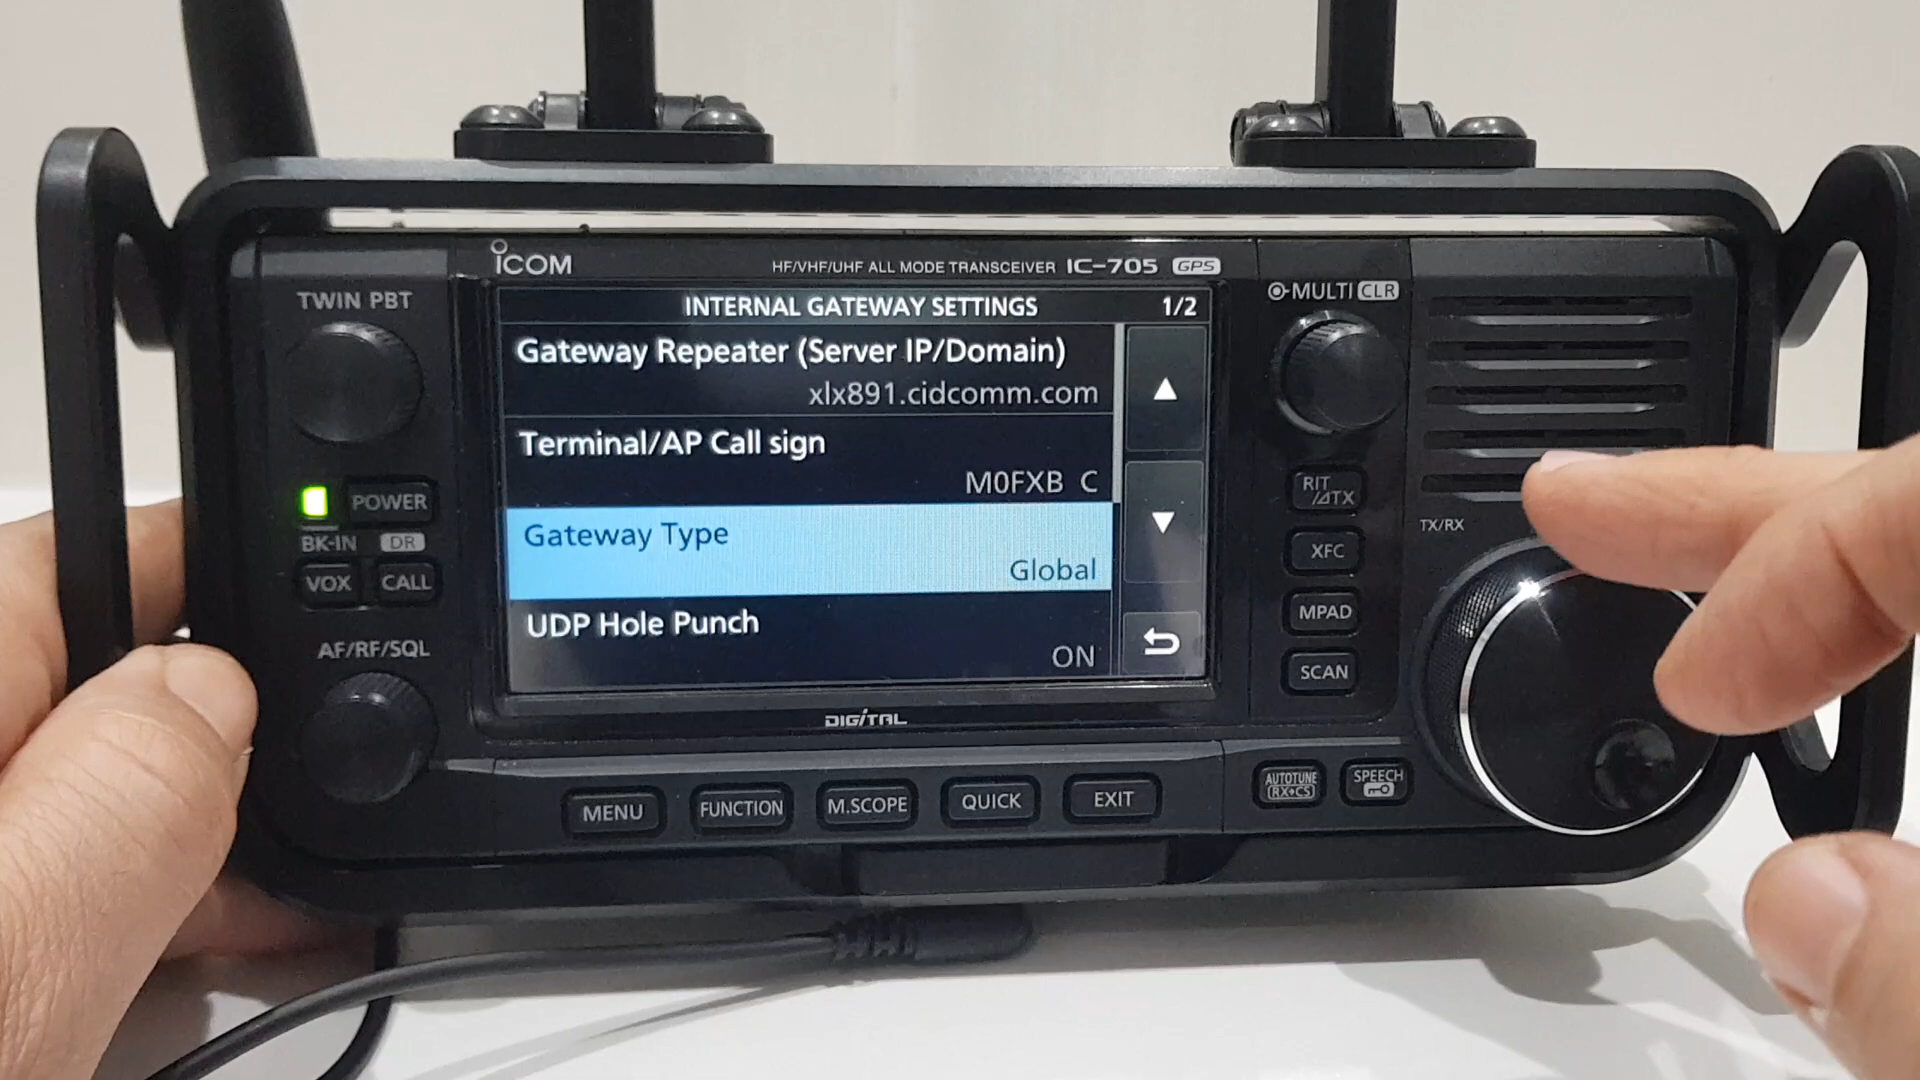 ICOM
HF/VHF/UHF ALL MODE TRANSCEIVER IC-705 GPS
TWIN PBT
INTERNAL GATEWAY SETTINGS 1/2
Gateway Repeater (Server IP/Domain)
xlx891.cidcomm.com
Terminal/AP Call sign
M0FXB C
Gateway Type
Global
UDP Hole Punch
ON
MULTI CLR
POWER
BK-IN DR
VOX CALL
AF/RF/SQL
RIT
/⊿TX
TX/RX
XFC
MPAD
SCAN
DIGITAL
MENU FUNCTION M.SCOPE QUICK EXIT
AUTOTUNE
RX→CS
SPEECH